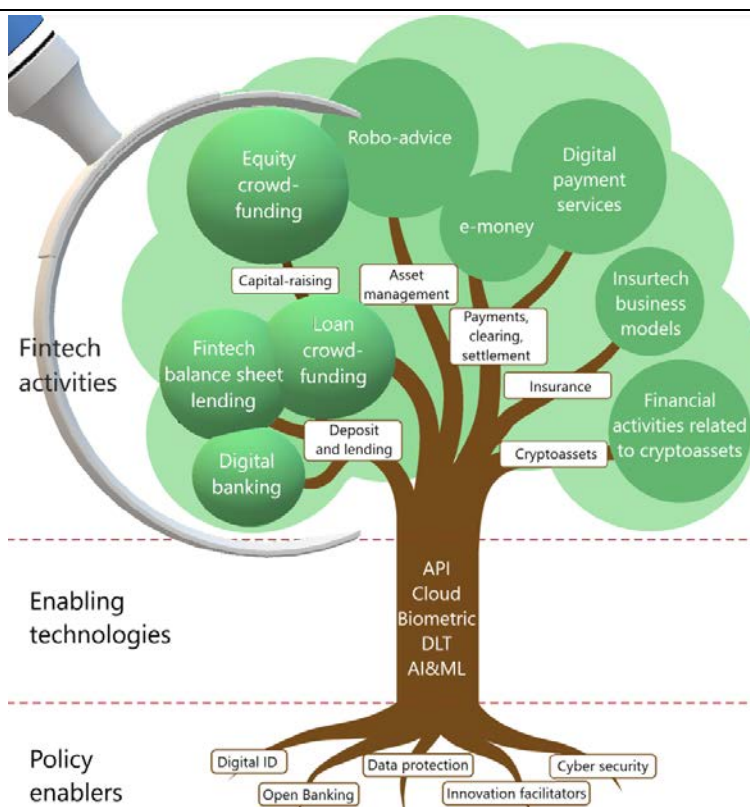 Robo-advice
Equity
crowd-
funding
Digital
payment
services
e-money
Capital-raising
Asset
management
Insurtech
business
models
Payments,
clearing,
settlement
Fintech
activities
Loan
crowd-
funding
Fintech
balance sheet
lending
Insurance
Financial
activities related
to cryptoassets
Deposit
and lending
Digital
banking
Cryptoassets
Enabling
technologies
API
Cloud
Biometric
DLT
AI&ML
Policy
enablers
Digital ID
Data protection
Cyber security
Open Banking
Innovation facilitators